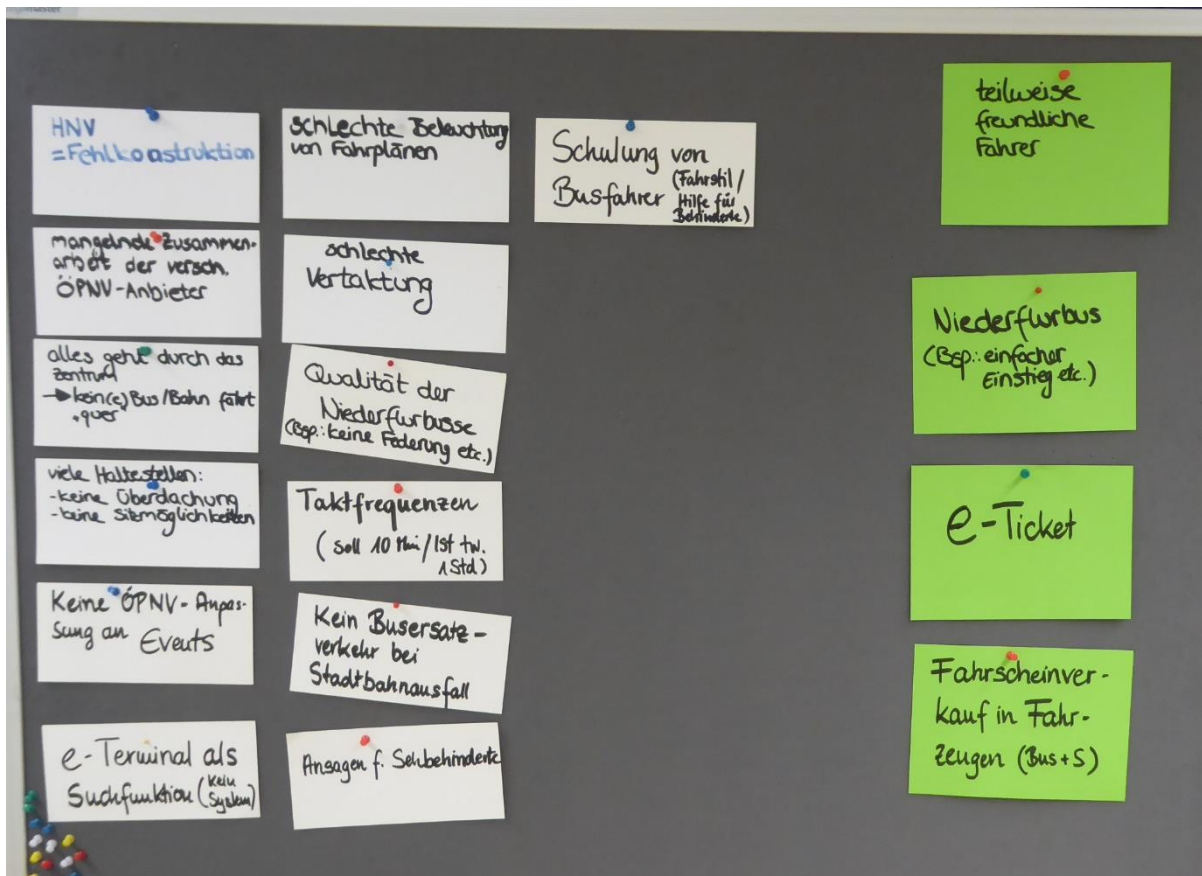 HNV
=Fehlkonstruktion
mangelnde Zusammen-
arbeit der versch.
ÖPNV-Anbieter
alles geht durch das
Zentrum
→ kein(e) Bus/Bahn fährt
"quer"
viele Haltestellen:
-keine Überdachung
-keine Sitzmöglichkeiten
Keine ÖPNV-Anpas-
sung an Events
e-Terminal als
Suchfunktion (kein
System)
schlechte Beleuchtung
von Fahrplänen
schlechte
Vertaktung
Qualität der
Niederflurbusse
(Bsp.: keine Federung etc.)
Taktfrequenzen
(Soll 10 Min/Ist tw.
1 Std)
Kein Busersatz-
verkehr bei
Stadtbahnausfall
Ansagen f. Sehbehinderte
Schulung von
Busfahrer (Fahrstil/
Hilfe für
Behinderte)
teilweise
freundliche
Fahrer
Niederflurbus
(Bsp.: einfacher
Einstieg etc.)
e-Ticket
Fahrscheinver-
kauf in Fahr-
zeugen (Bus+S)